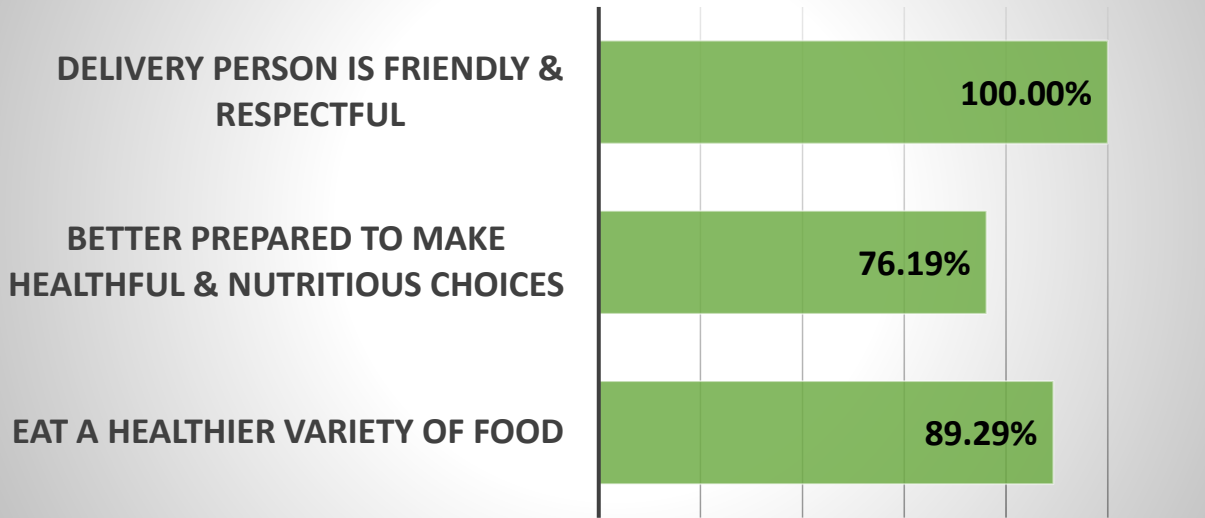 DELIVERY PERSON IS FRIENDLY &
RESPECTFUL
100.00%
BETTER PREPARED TO MAKE
HEALTHFUL & NUTRITIOUS CHOICES
76.19%
EAT A HEALTHIER VARIETY OF FOOD
89.29%